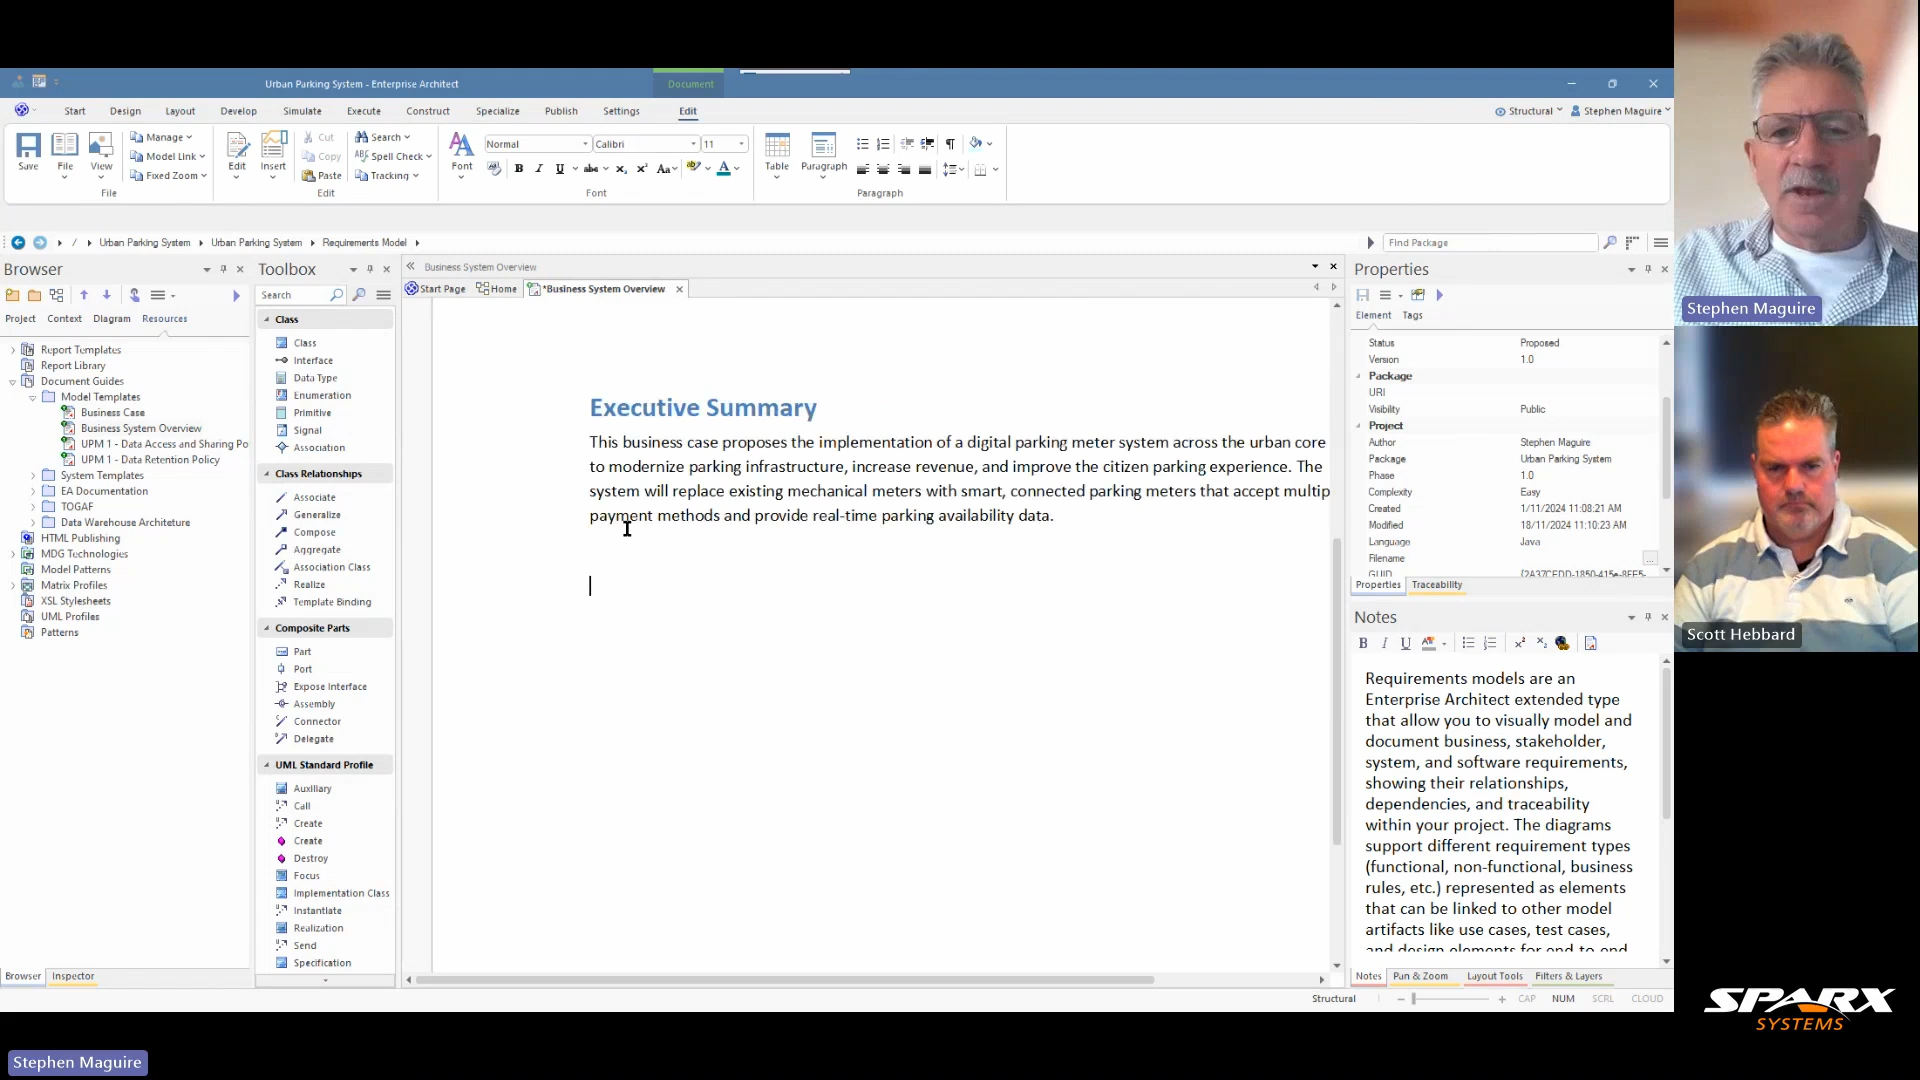 Urban Parking System - Enterprise Architect
Document
Start Design Layout Develop Simulate Execute Construct Specialize Publish Settings Edit
Structural Stephen Maguire
Save File View Manage Model Link Fixed Zoom
File
Edit Insert Cut Copy Paste Search Spell Check Tracking
Edit
Font Normal Calibri 11
Font
Table Paragraph
Paragraph
/ Urban Parking System Urban Parking System Requirements Model
Find Package
Browser
Project Context Diagram Resources
Report Templates
Report Library
Document Guides
Model Templates
Business Case
Business System Overview
UPM 1 - Data Access and Sharing Po
UPM 1 - Data Retention Policy
System Templates
EA Documentation
TOGAF
Data Warehouse Architeture
HTML Publishing
MDG Technologies
Model Patterns
Matrix Profiles
XSL Stylesheets
UML Profiles
Patterns
Browser Inspector
Toolbox
Search
Class
Class
Interface
Data Type
Enumeration
Primitive
Signal
Association
Class Relationships
Associate
Generalize
Compose
Aggregate
Association Class
Realize
Template Binding
Composite Parts
Part
Port
Expose Interface
Assembly
Connector
Delegate
UML Standard Profile
Auxiliary
Call
Create
Create
Destroy
Focus
Implementation Class
Instantiate
Realization
Send
Specification
Business System Overview
Start Page Home *Business System Overview
Executive Summary
This business case proposes the implementation of a digital parking meter system across the urban core
to modernize parking infrastructure, increase revenue, and improve the citizen parking experience. The
system will replace existing mechanical meters with smart, connected parking meters that accept multip
payment methods and provide real-time parking availability data.
Properties
Element Tags
Status Proposed
Version 1.0
Package
URI
Visibility Public
Project
Author Stephen Maguire
Package Urban Parking System
Phase 1.0
Complexity Easy
Created 1/11/2024 11:08:21 AM
Modified 18/11/2024 11:10:23 AM
Language Java
Filename
Properties Traceability
Notes
Requirements models are an
Enterprise Architect extended type
that allow you to visually model and
document business, stakeholder,
system, and software requirements,
showing their relationships,
dependencies, and traceability
within your project. The diagrams
support different requirement types
(functional, non-functional, business
rules, etc.) represented as elements
that can be linked to other model
artifacts like use cases, test cases,
and design elements for end-to-end
Notes Pan & Zoom Layout Tools Filters & Layers
Structural CAP NUM SCRL CLOUD
Stephen Maguire
Scott Hebbard
SPARX
SYSTEMS
Stephen Maguire